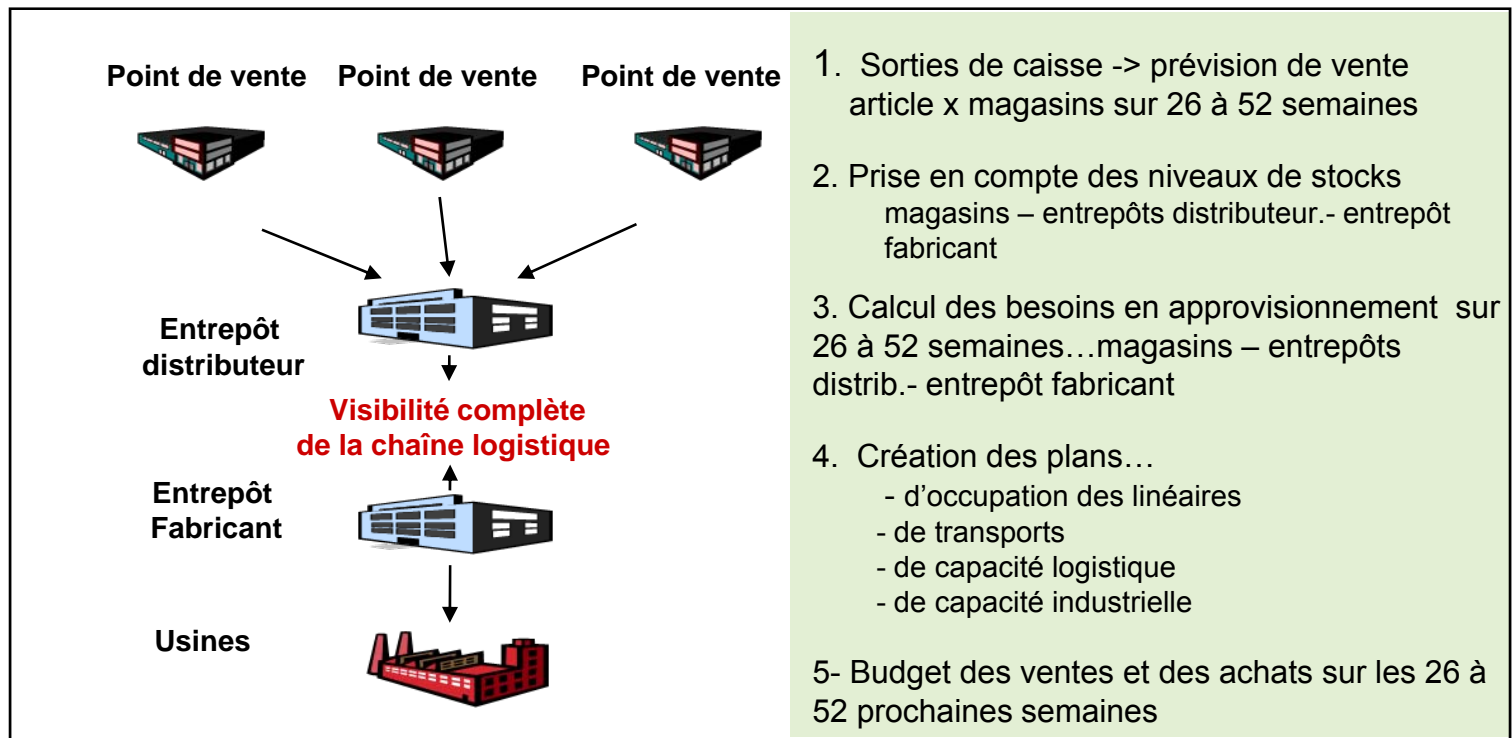 Point de vente Point de vente Point de vente
Entrepôt
distributeur
Visibilité complète
de la chaîne logistique
Entrepôt
Fabricant
Usines
1. Sorties de caisse -> prévision de vente
article x magasins sur 26 à 52 semaines
2. Prise en compte des niveaux de stocks
magasins – entrepôts distributeur.- entrepôt
fabricant
3. Calcul des besoins en approvisionnement sur
26 à 52 semaines…magasins – entrepôts
distrib.- entrepôt fabricant
4. Création des plans…
- d’occupation des linéaires
- de transports
- de capacité logistique
- de capacité industrielle
5- Budget des ventes et des achats sur les 26 à
52 prochaines semaines